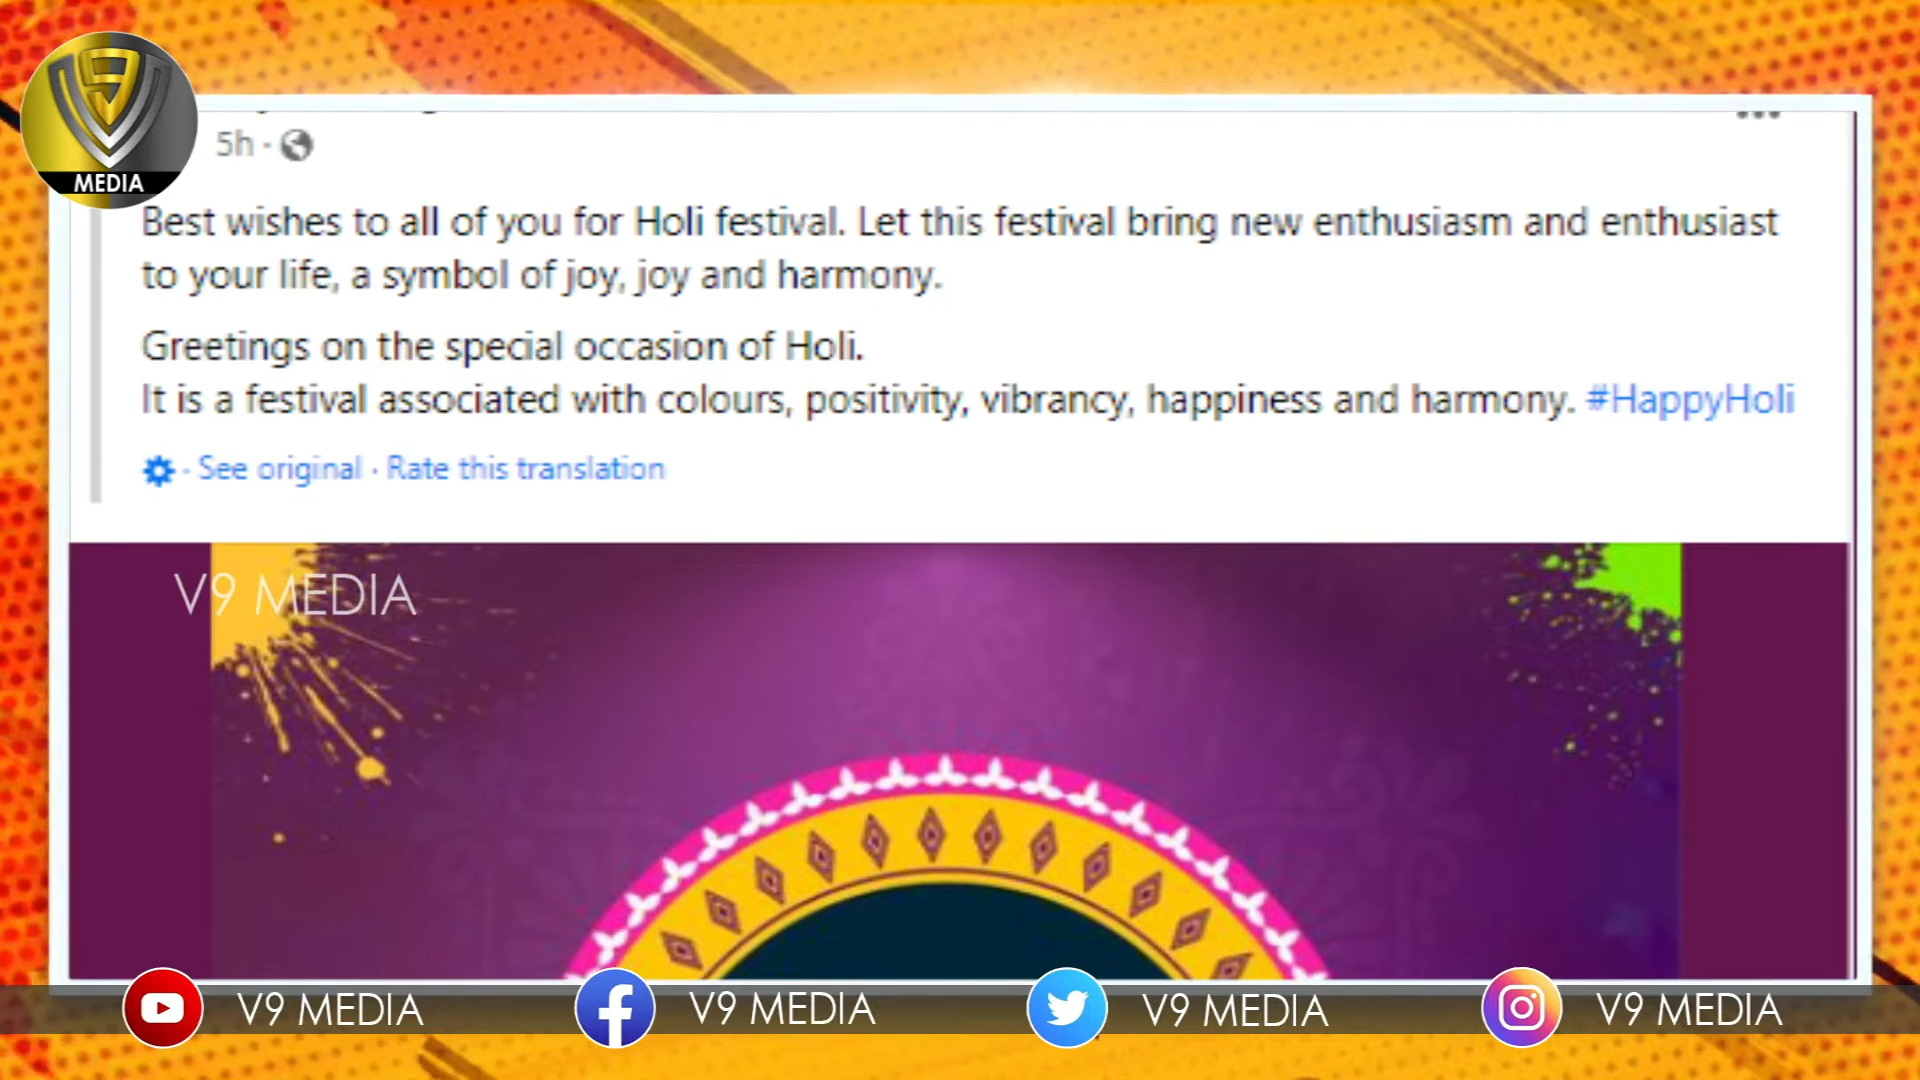 MEDIA
5h ·
Best wishes to all of you for Holi festival. Let this festival bring new enthusiasm and enthusiast
to your life, a symbol of joy, joy and harmony.
Greetings on the special occasion of Holi.
It is a festival associated with colours, positivity, vibrancy, happiness and harmony. #HappyHoli
· See original · Rate this translation
V9 MEDIA
V9 MEDIA
V9 MEDIA
V9 MEDIA
V9 MEDIA